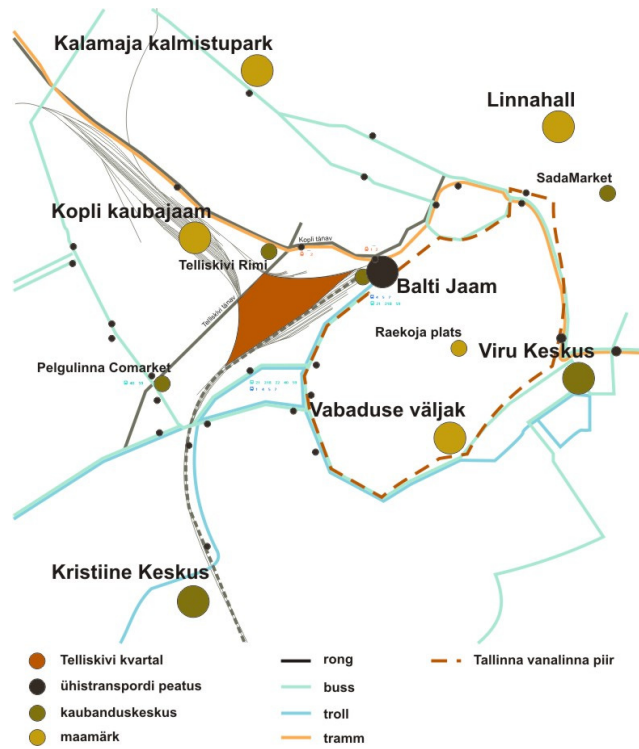 Kalamaja kalmistupark
Linnahall
SadaMarket
Kopli kaubajaam
Kopli tänav
Telliskivi Rimi
Balti Jaam
Telliskivi tänav
Raekoja plats
Viru Keskus
Pelgulinna Comarket
Vabaduse väljak
Kristiine Keskus
Telliskivi kvartal
ühistranspordi peatus
kaubanduskeskus
maamärk
rong
buss
troll
tramm
Tallinna vanalinna piir